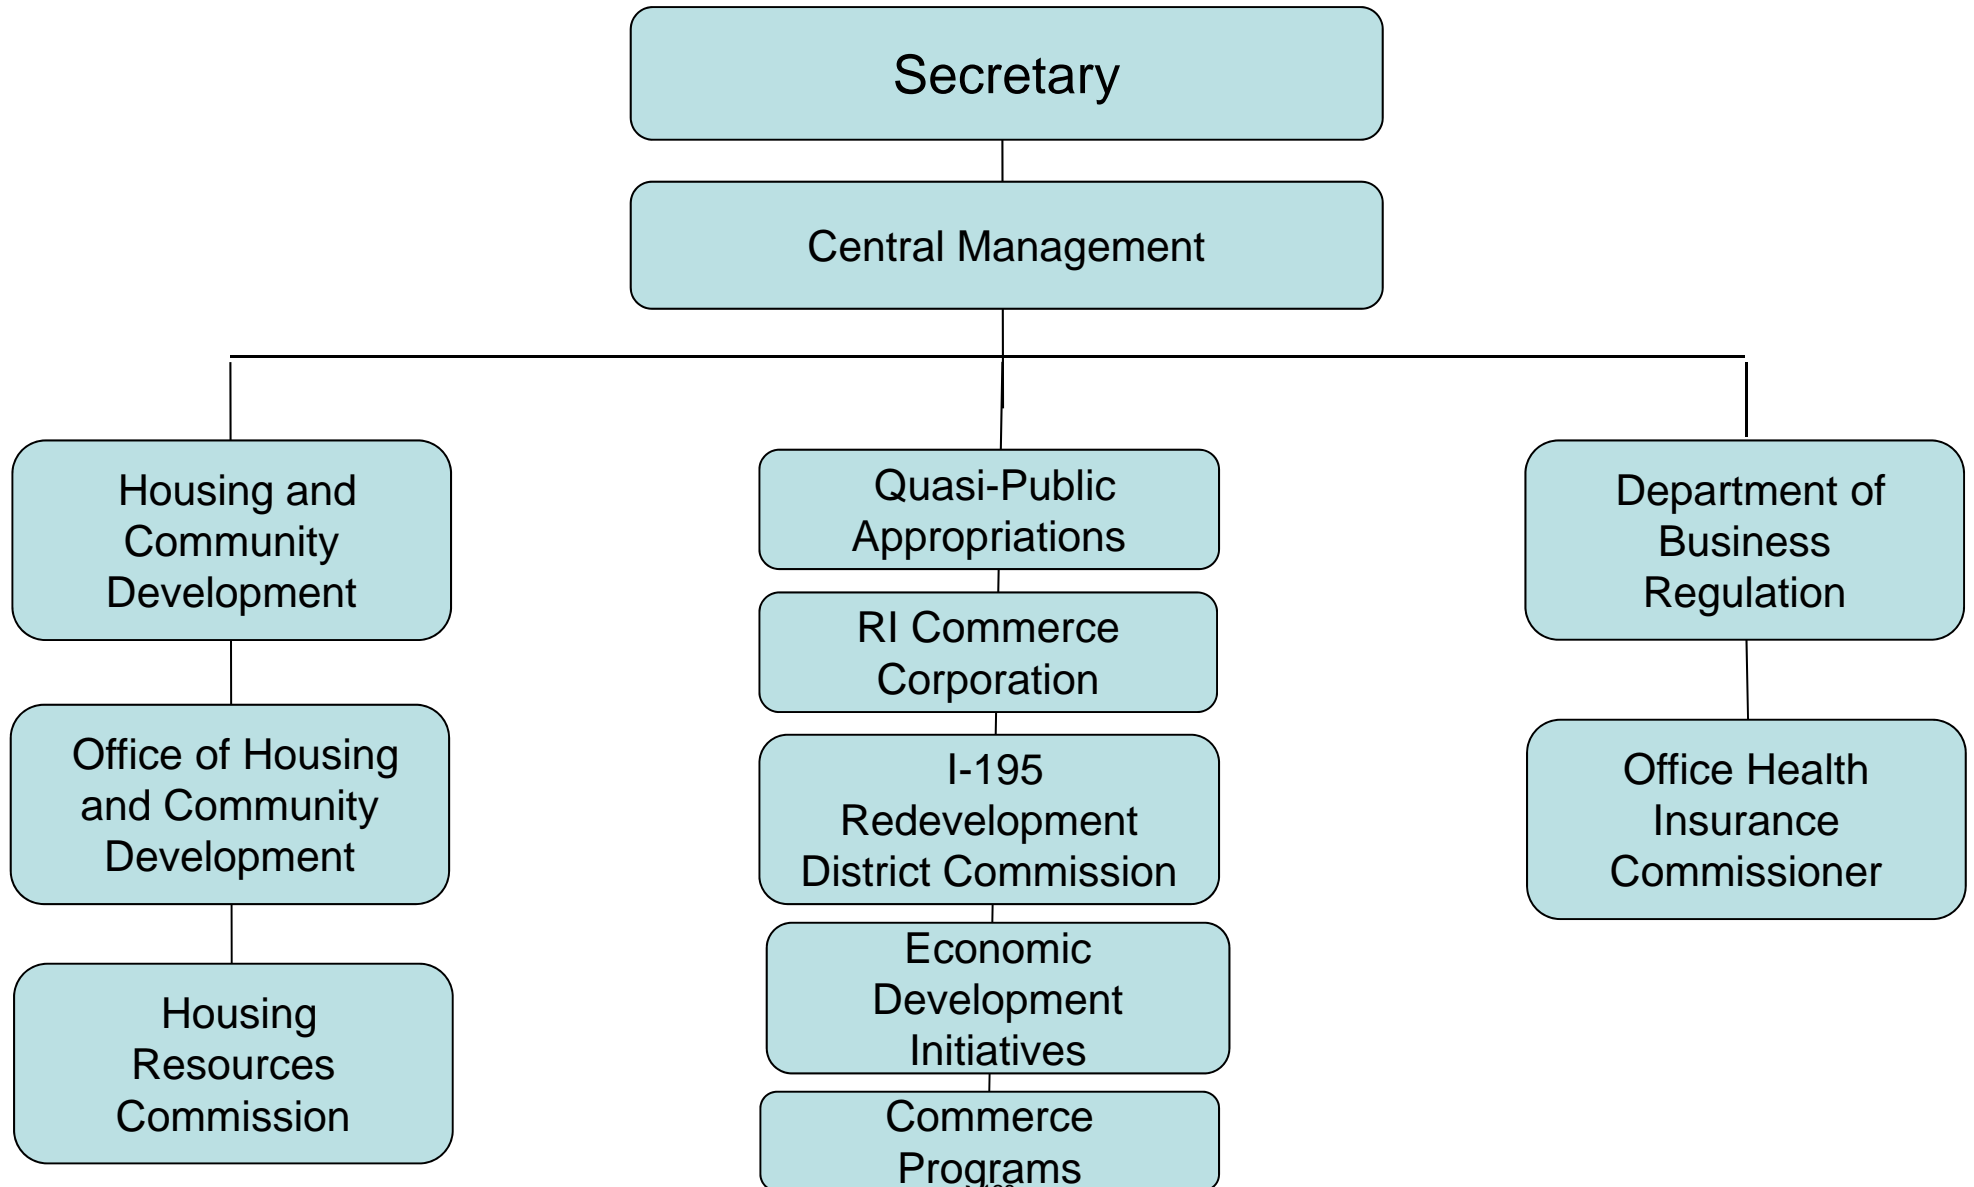 Secretary
Central Management
Housing and
Community
Development
Office of Housing
and Community
Development
Housing
Resources
Commission
Quasi-Public
Appropriations
RI Commerce
Corporation
I-195
Redevelopment
District Commission
Economic
Development
Initiatives
Commerce
Programs
Department of
Business
Regulation
Office Health
Insurance
Commissioner